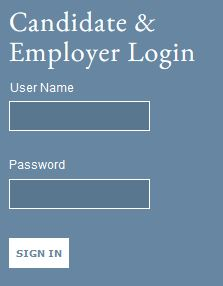 Candidate &
Employer Login
User Name
Password
SIGN IN